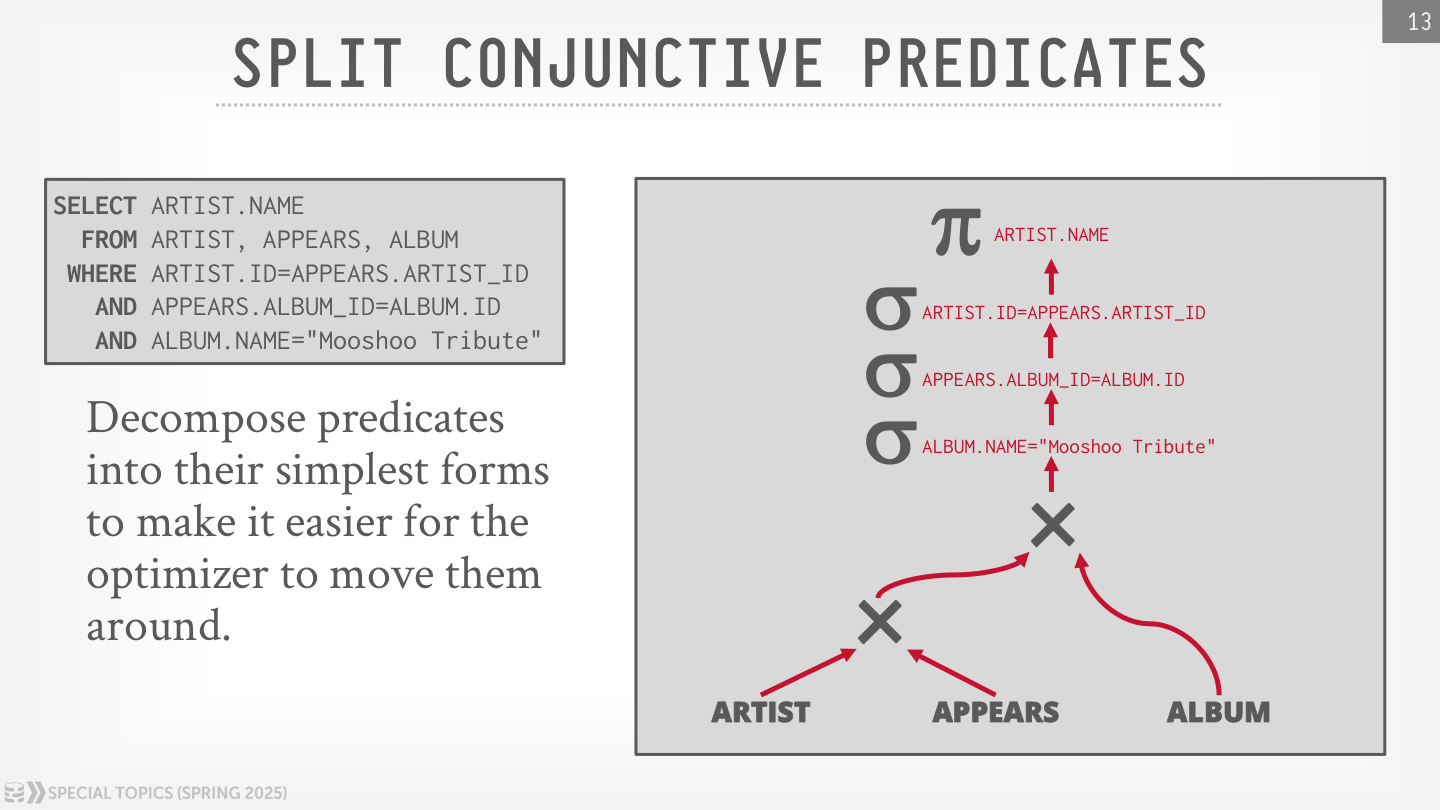 13
SPLIT CONJUNCTIVE PREDICATES
SELECT ARTIST.NAME
FROM ARTIST, APPEARS, ALBUM
WHERE ARTIST.ID=APPEARS.ARTIST_ID
AND APPEARS.ALBUM_ID=ALBUM.ID
AND ALBUM.NAME="Mooshoo Tribute"
Decompose predicates
into their simplest forms
to make it easier for the
optimizer to move them
around.
π ARTIST.NAME
σ ARTIST.ID=APPEARS.ARTIST_ID
σ APPEARS.ALBUM_ID=ALBUM.ID
σ ALBUM.NAME="Mooshoo Tribute"
×
×
ARTIST APPEARS ALBUM
SPECIAL TOPICS (SPRING 2025)